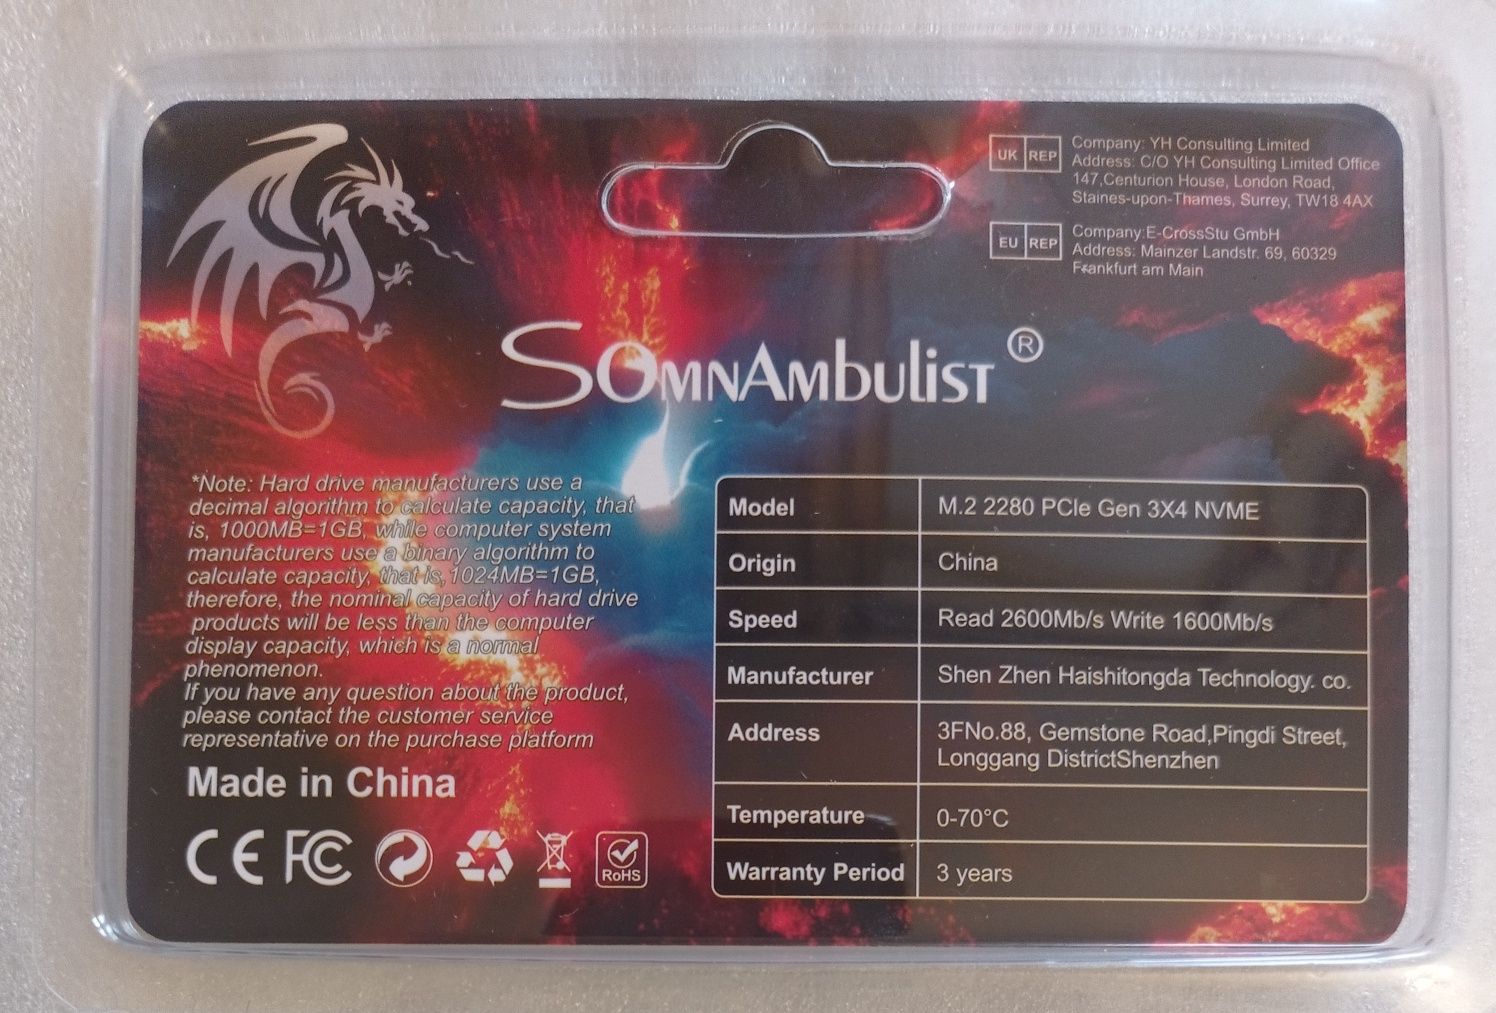 UK REP
Company: YH Consulting Limited
Address: C/O YH Consulting Limited Office
147,Centurion House, London Road,
Staines-upon-Thames, Surrey, TW18 4AX
EU REP
Company:E-CrossStu GmbH
Address: Mainzer Landstr. 69, 60329
Frankfurt am Main
SOMNAMbuliST ®
*Note: Hard drive manufacturers use a
decimal algorithm to calculate capacity, that
is, 1000MB=1GB, while computer system
manufacturers use a binary algorithm to
calculate capacity, that is,1024MB=1GB,
therefore, the nominal capacity of hard drive
products will be less than the computer
display capacity, which is a normal
phenomenon.
If you have any question about the product,
please contact the customer service
representative on the purchase platform
Made in China
CE FC RoHS
Model M.2 2280 PCIe Gen 3X4 NVME
Origin China
Speed Read 2600Mb/s Write 1600Mb/s
Manufacturer Shen Zhen Haishitongda Technology. co.
Address 3FNo.88, Gemstone Road,Pingdi Street,
Longgang DistrictShenzhen
Temperature 0-70°C
Warranty Period 3 years